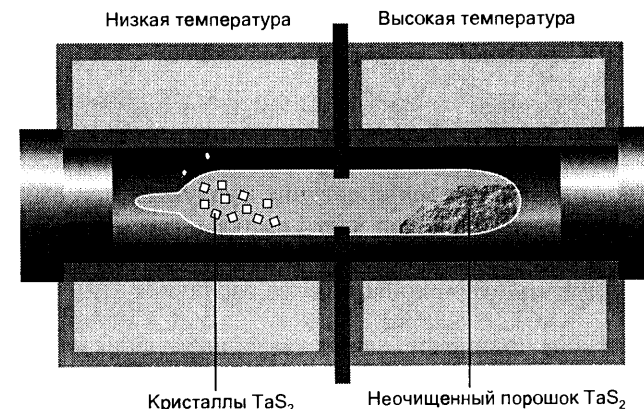 Низкая температура
Высокая температура
Кристаллы TaS₂
Неочищенный порошок TaS₂